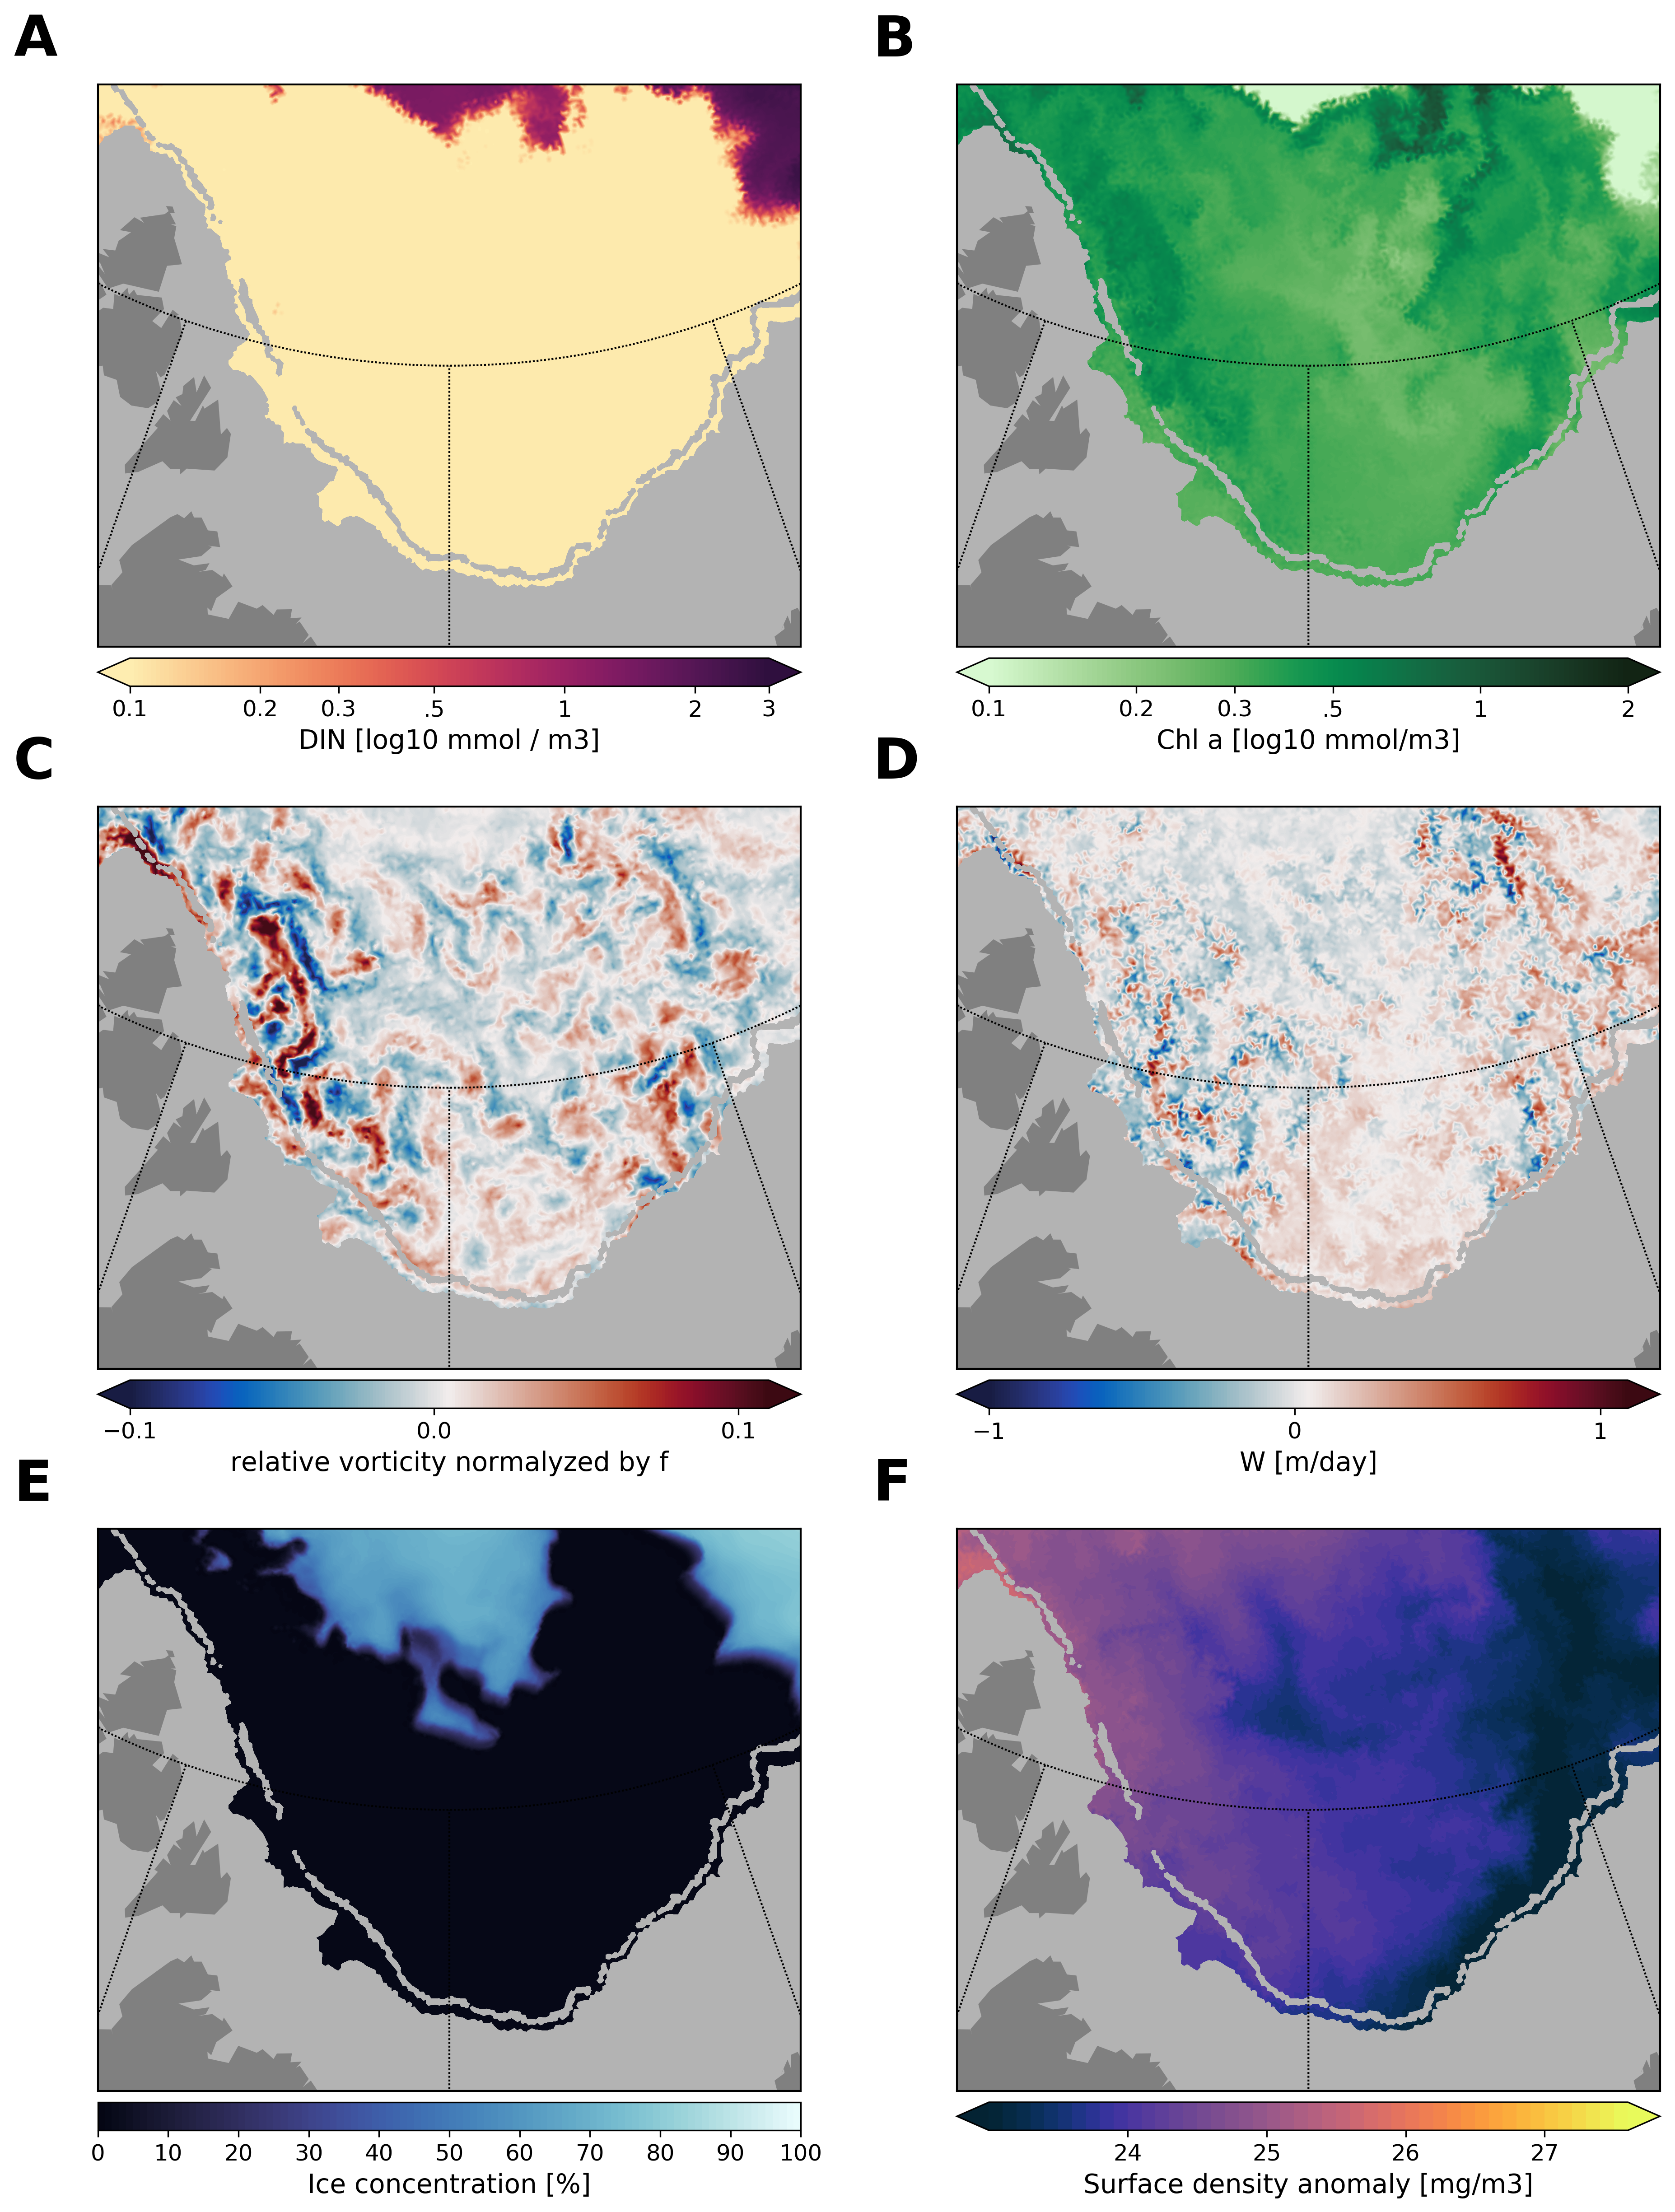 A
B
0.1 0.2 0.3 .5 1 2 3
DIN [log10 mmol / m3]
0.1 0.2 0.3 .5 1 2
Chl a [log10 mmol/m3]
C
D
−0.1 0.0 0.1
relative vorticity normalyzed by f
−1 0 1
W [m/day]
E
F
0 10 20 30 40 50 60 70 80 90 100
Ice concentration [%]
24 25 26 27
Surface density anomaly [mg/m3]